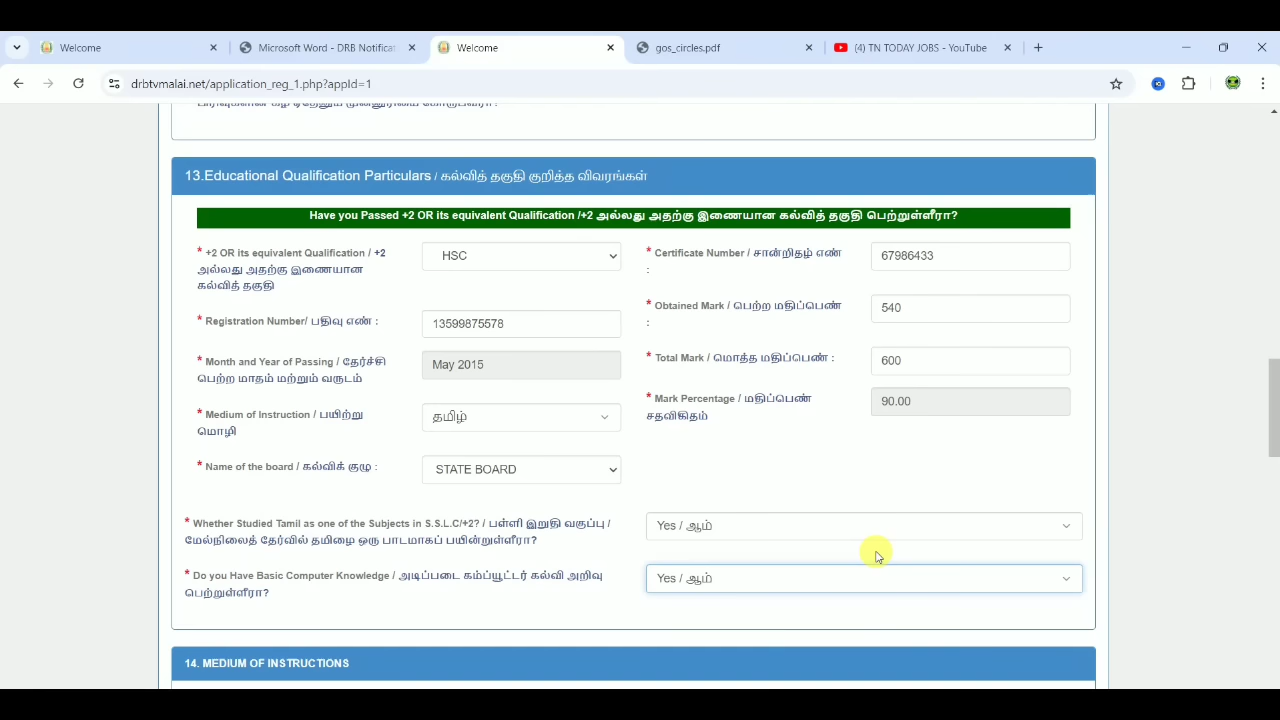 Welcome
Microsoft Word - DRB Notificat
Welcome
gos_circles.pdf
(4) TN TODAY JOBS - YouTube
drbtvmalai.net/application_reg_1.php?appId=1
13.Educational Qualification Particulars / கல்வித் தகுதி குறித்த விவரங்கள்
Have you Passed +2 OR its equivalent Qualification /+2 அல்லது அதற்கு இணையான கல்வித் தகுதி பெற்றுள்ளீரா?
* +2 OR its equivalent Qualification / +2
அல்லது அதற்கு இணையான
கல்வித் தகுதி
HSC
* Certificate Number / சான்றிதழ் எண்
:
67986433
* Registration Number/ பதிவு எண் :
13599875578
* Obtained Mark / பெற்ற மதிப்பெண்
:
540
* Month and Year of Passing / தேர்ச்சி
பெற்ற மாதம் மற்றும் வருடம்
May 2015
* Total Mark / மொத்த மதிப்பெண் :
600
* Medium of Instruction / பயிற்று
மொழி
தமிழ்
* Mark Percentage / மதிப்பெண்
சதவிகிதம்
90.00
* Name of the board / கல்விக் குழு :
STATE BOARD
* Whether Studied Tamil as one of the Subjects in S.S.L.C/+2? / பள்ளி இறுதி வகுப்பு /
மேல்நிலைத் தேர்வில் தமிழை ஒரு பாடமாகப் பயின்றுள்ளீரா?
Yes / ஆம்
* Do you Have Basic Computer Knowledge / அடிப்படை கம்ப்யூட்டர் கல்வி அறிவு
பெற்றுள்ளீரா?
Yes / ஆம்
14. MEDIUM OF INSTRUCTIONS